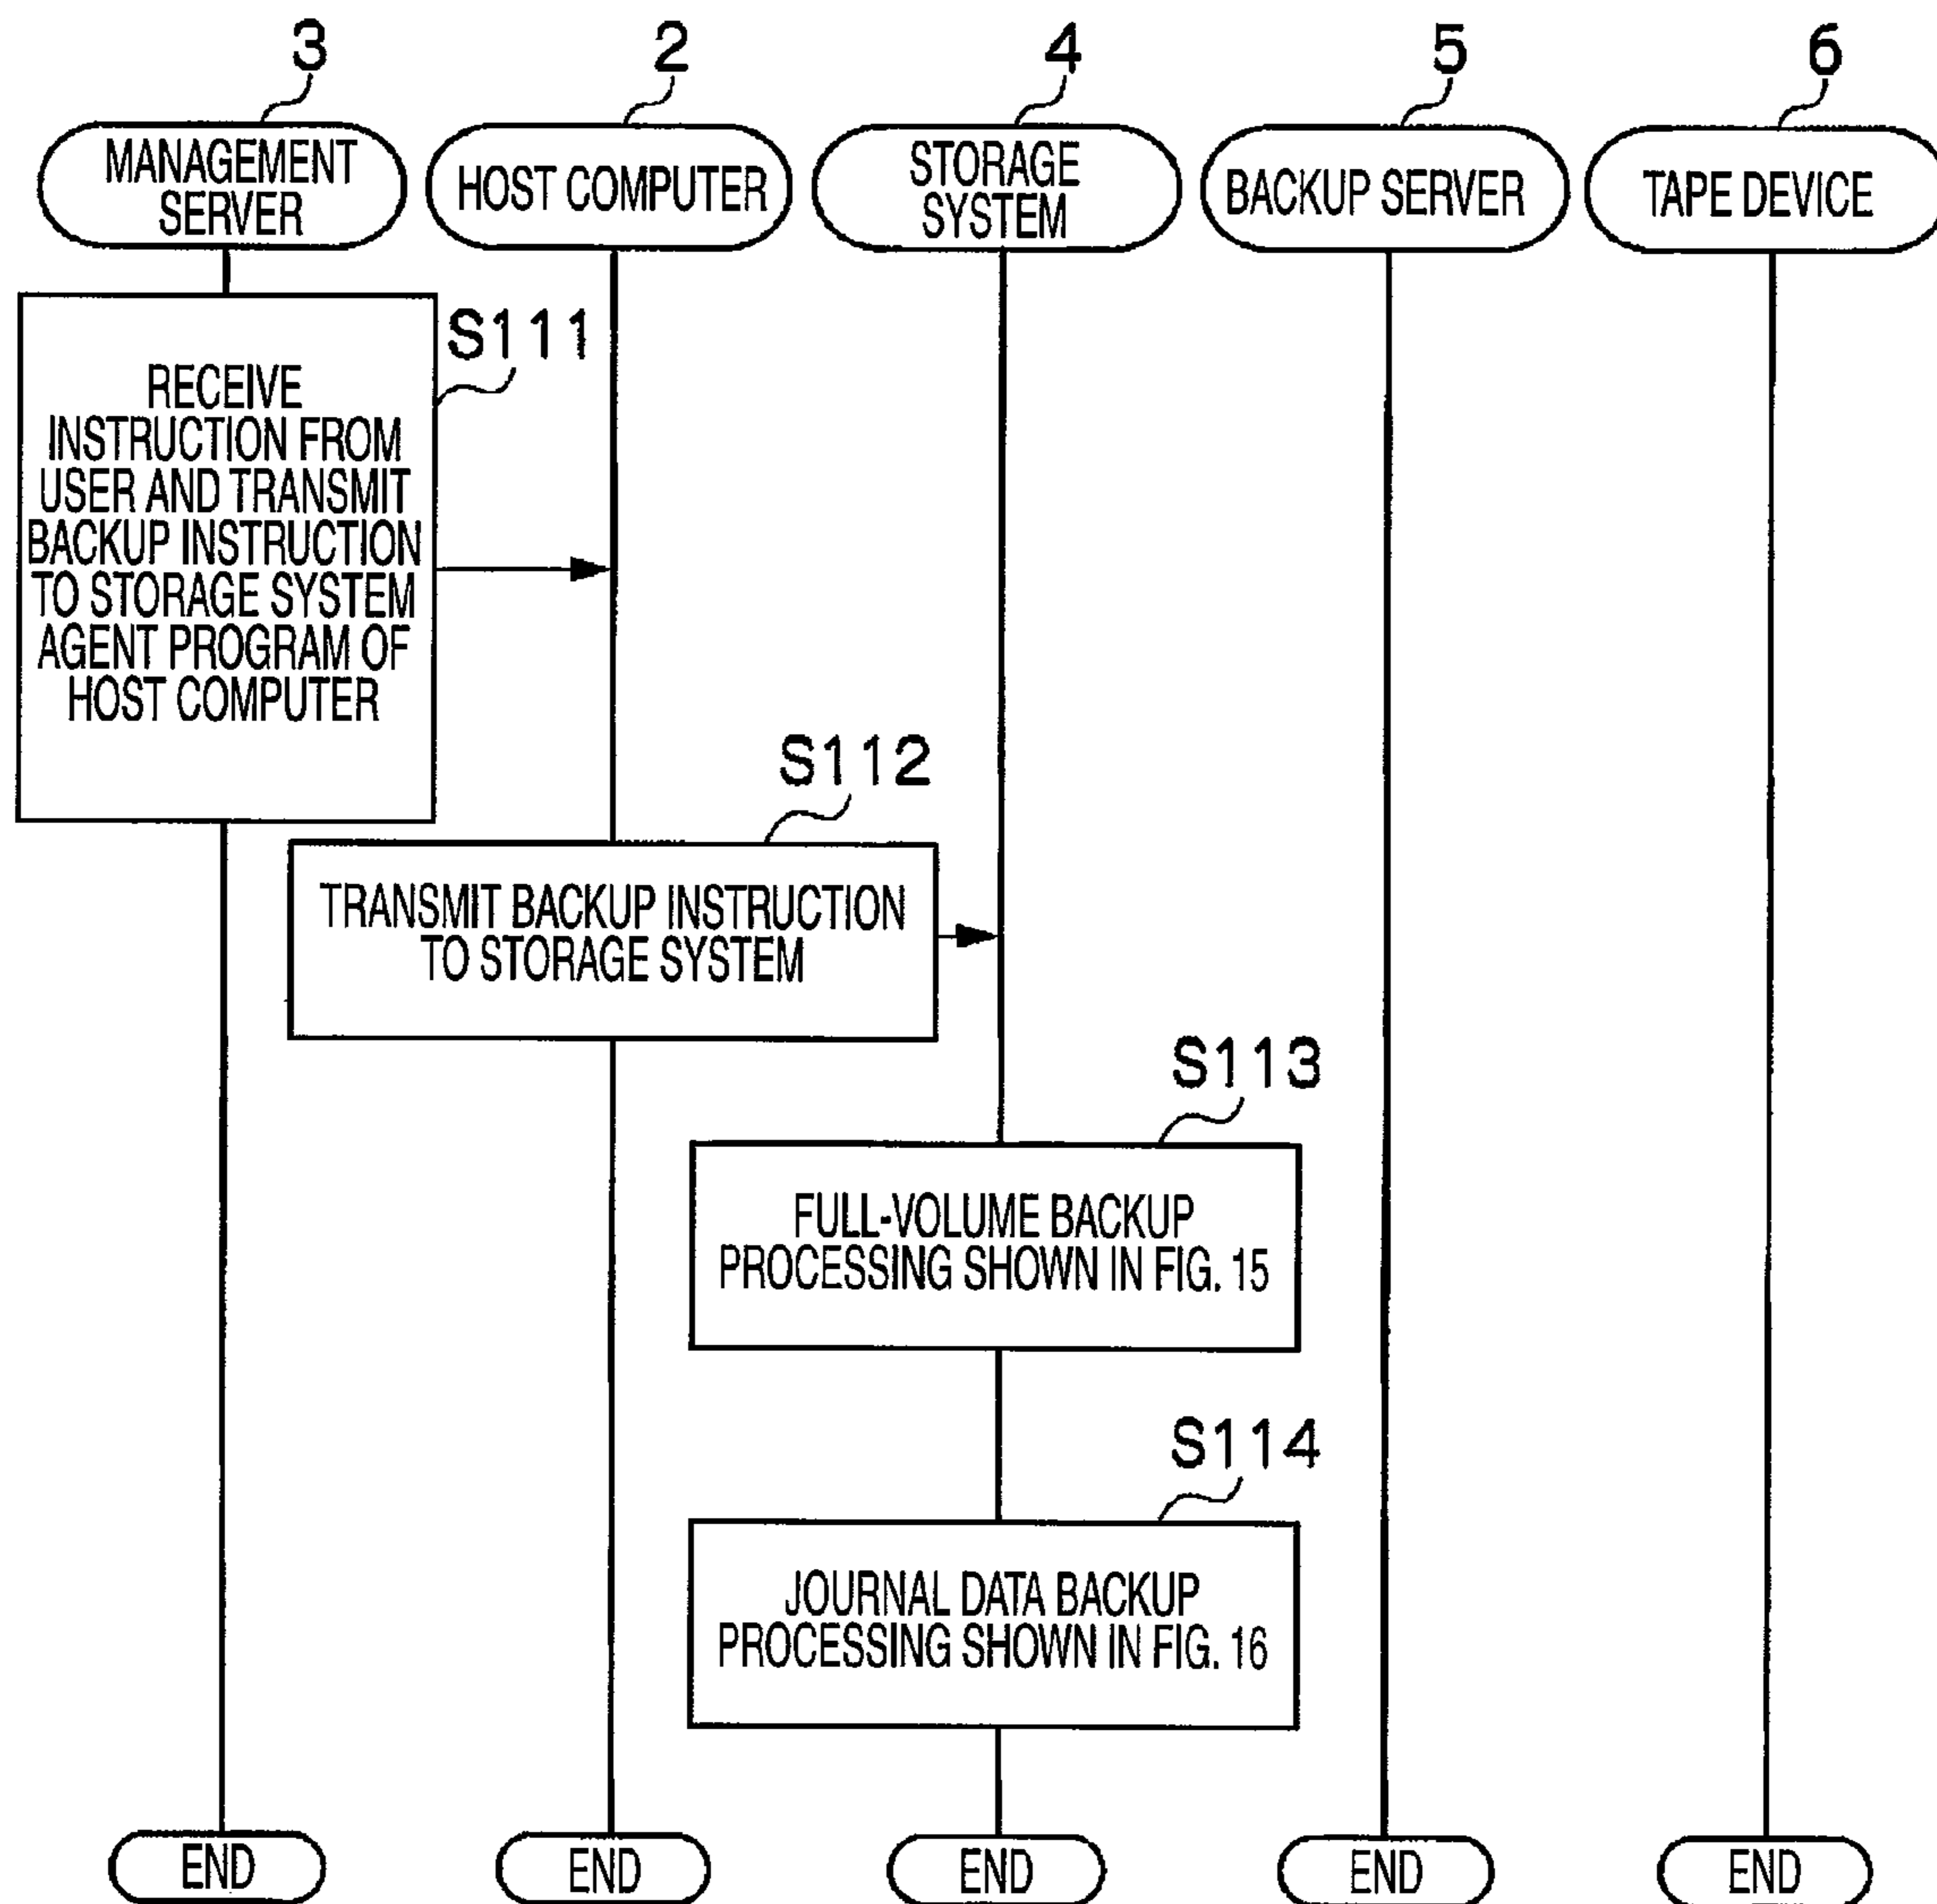 3
2
4
5
6
MANAGEMENT
SERVER
HOST COMPUTER
STORAGE
SYSTEM
BACKUP SERVER
TAPE DEVICE
S111
RECEIVE
INSTRUCTION FROM
USER AND TRANSMIT
BACKUP INSTRUCTION
TO STORAGE SYSTEM
AGENT PROGRAM OF
HOST COMPUTER
S112
TRANSMIT BACKUP INSTRUCTION
TO STORAGE SYSTEM
S113
FULL-VOLUME BACKUP
PROCESSING SHOWN IN FIG. 15
S114
JOURNAL DATA BACKUP
PROCESSING SHOWN IN FIG. 16
END
END
END
END
END